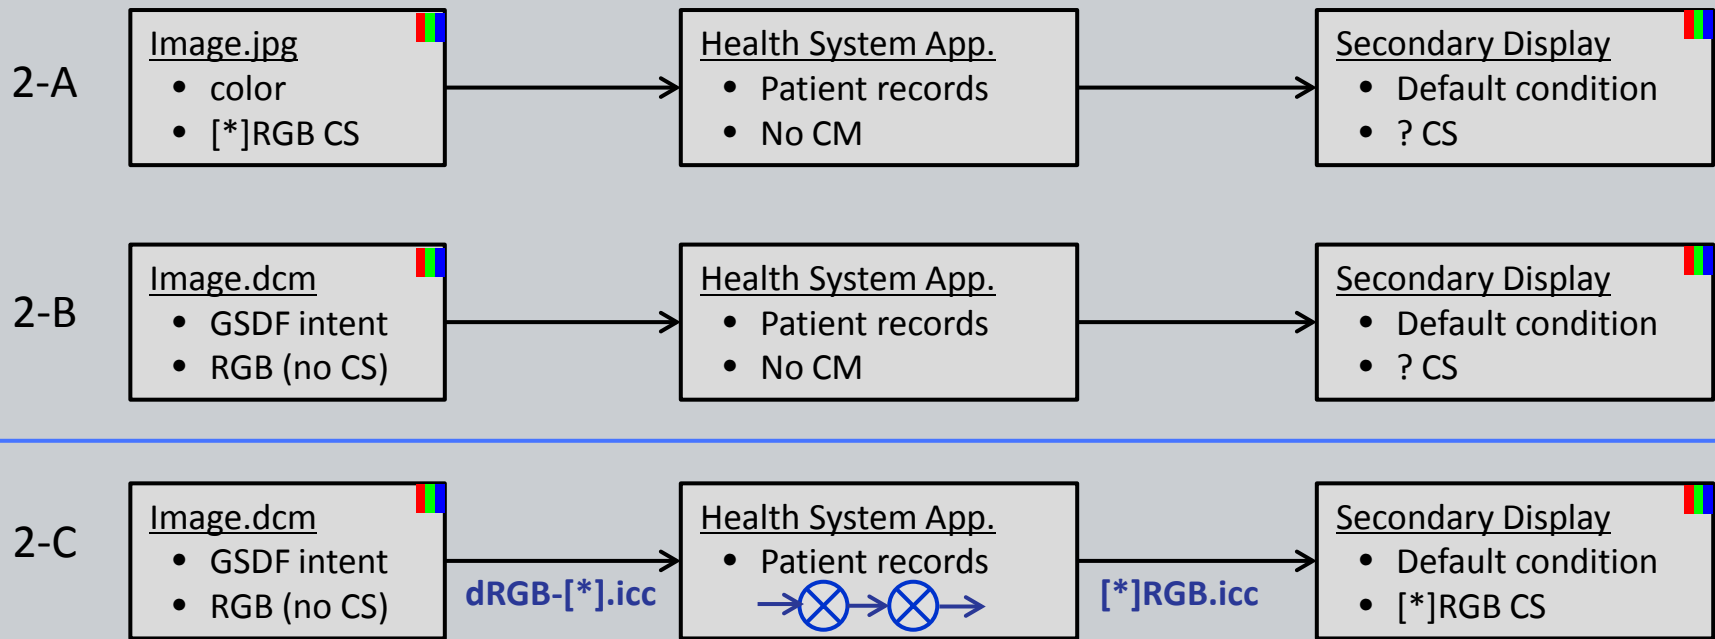 2-A
Image.jpg
• color
• [*]RGB CS
Health System App.
• Patient records
• No CM
Secondary Display
• Default condition
• ? CS
2-B
Image.dcm
• GSDF intent
• RGB (no CS)
Health System App.
• Patient records
• No CM
Secondary Display
• Default condition
• ? CS
2-C
Image.dcm
• GSDF intent
• RGB (no CS)
dRGB-[*].icc
Health System App.
• Patient records
[*]RGB.icc
Secondary Display
• Default condition
• [*]RGB CS